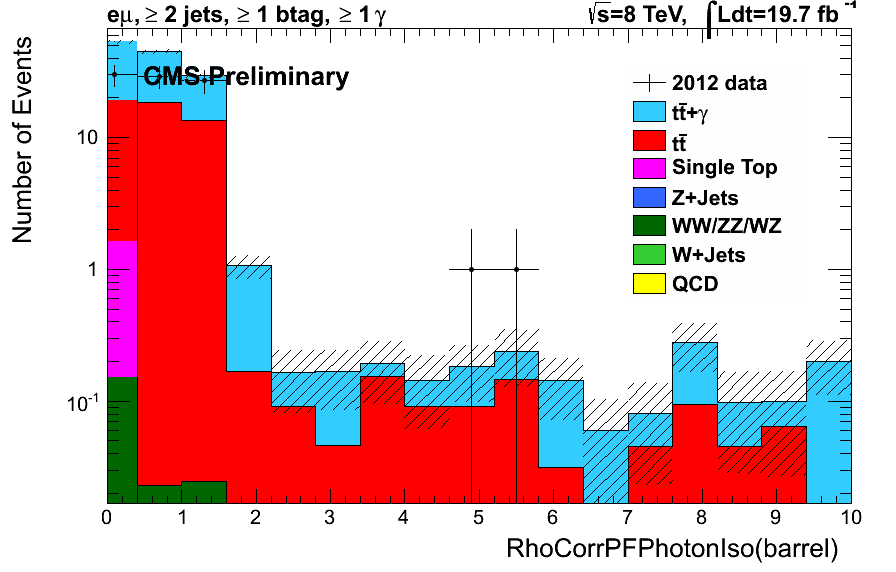 eμ, ≥ 2 jets, ≥ 1 btag, ≥ 1 γ
√s=8 TeV, ∫Ldt=19.7 fb⁻¹
CMS Preliminary
2012 data
tt̄+γ
tt̄
Single Top
Z+Jets
WW/ZZ/WZ
W+Jets
QCD
Number of Events
10
1
10⁻¹
0 1 2 3 4 5 6 7 8 9 10
RhoCorrPFPhotonIso(barrel)